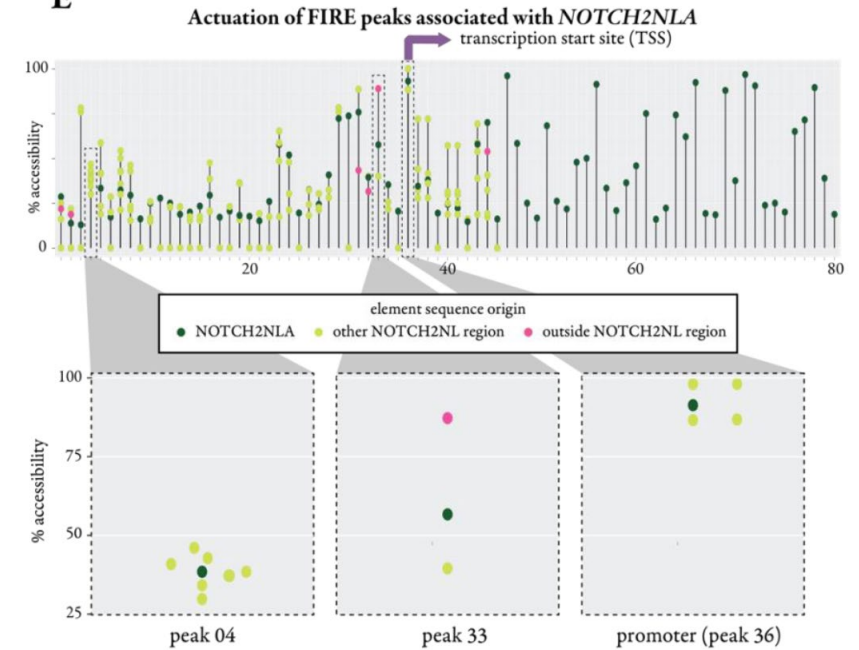 E
Actuation of FIRE peaks associated with NOTCH2NLA
transcription start site (TSS)
100
% accessibility
0
20
40
60
80
element sequence origin
NOTCH2NLA
other NOTCH2NL region
outside NOTCH2NL region
100
75
50
25
% accessibility
peak 04
peak 33
promoter (peak 36)